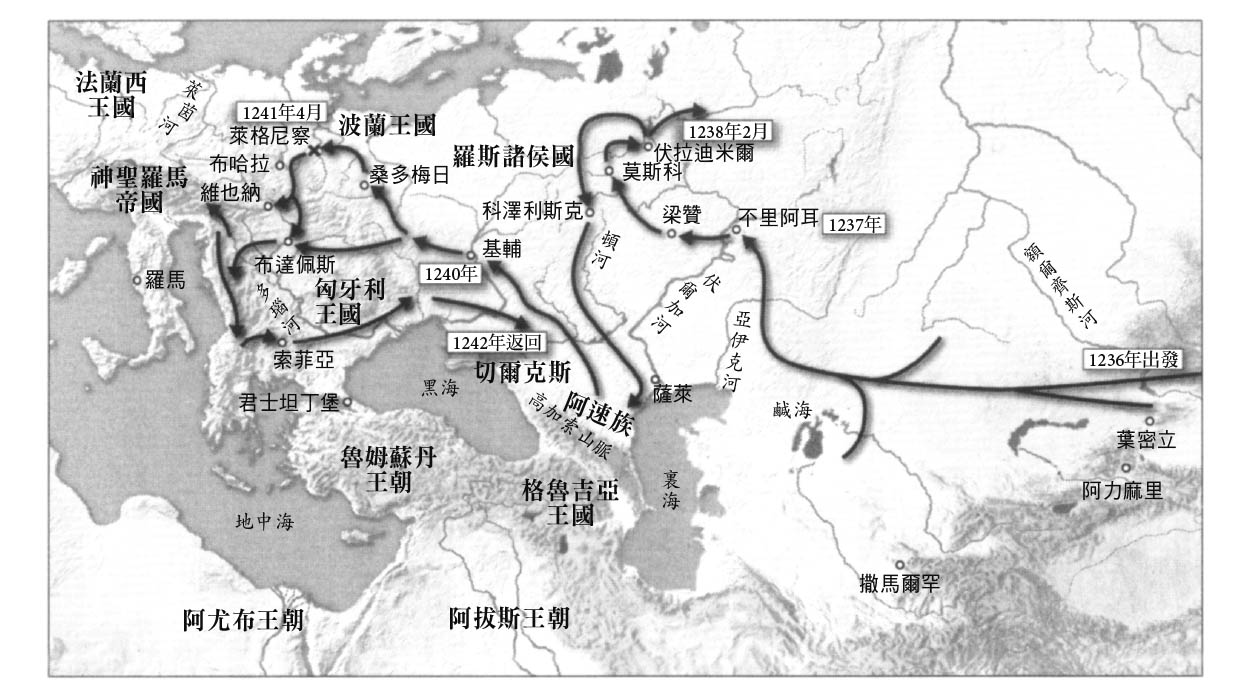 法蘭西
王國
萊茵河
1241年4月
萊格尼察
波蘭王國
布哈拉
維也納
神聖羅馬
帝國
桑多梅日
羅斯諸侯國
1238年2月
伏拉迪米爾
莫斯科
科澤利斯克
梁贊
不里阿耳
1237年
頓河
基輔
1240年
布達佩斯
羅馬
匈牙利
王國
多瑙河
伏爾加河
亞伊克河
額爾齊斯河
1236年出發
索菲亞
1242年返回
切爾克斯
黑海
薩萊
阿速族
高加索山脈
鹹海
君士坦丁堡
葉密立
阿力麻里
魯姆蘇丹
王朝
格魯吉亞
王國
裏海
地中海
撒馬爾罕
阿尤布王朝
阿拔斯王朝